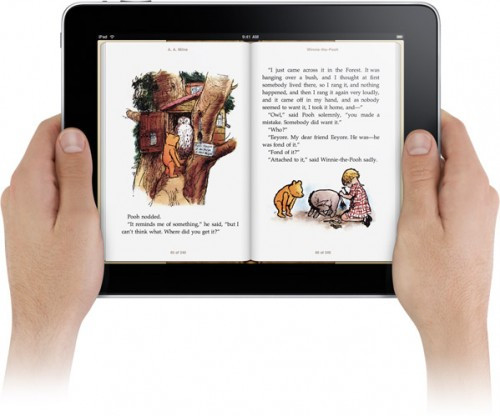 iPad
9:41 AM
A. A. Milne
Winnie-the-Pooh
Pooh nodded.
"It reminds me of something," he said, "but I
can't think what. Where did you get it?"
"I just came across it in the Forest. It was
hanging over a bush, and I thought at first
somebody lived there, so I rang it, and nothing
happened, and then I rang it again very loudly,
and it came off in my hand, and as nobody
seemed to want it, I took it home, and—"
"Owl," said Pooh solemnly, "you made a
mistake. Somebody did want it."
"Who?"
"Eeyore. My dear friend Eeyore. He was—he
was fond of it."
"Fond of it?"
"Attached to it," said Winnie-the-Pooh sadly.